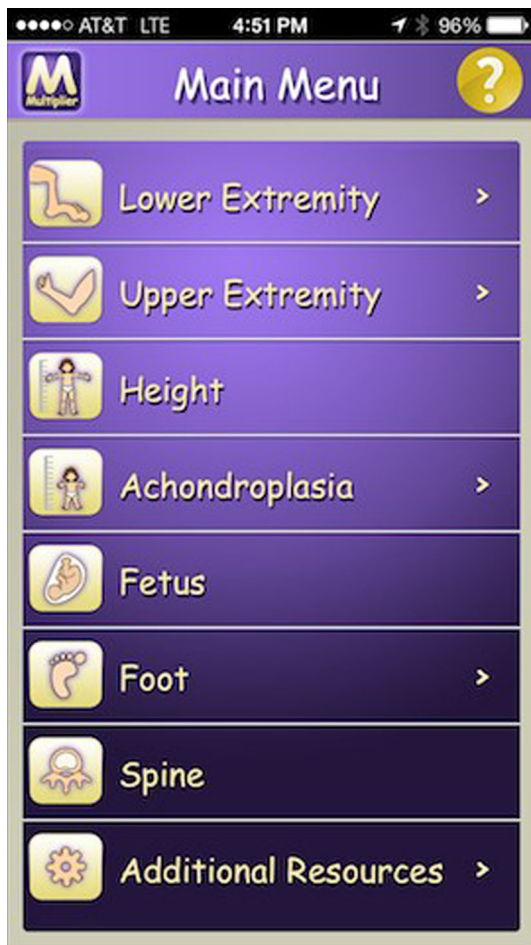 AT&T LTE 4:51 PM 96%
M
Multiplier
Main Menu
?
Lower Extremity >
Upper Extremity >
Height
Achondroplasia >
Fetus
Foot >
Spine
Additional Resources >